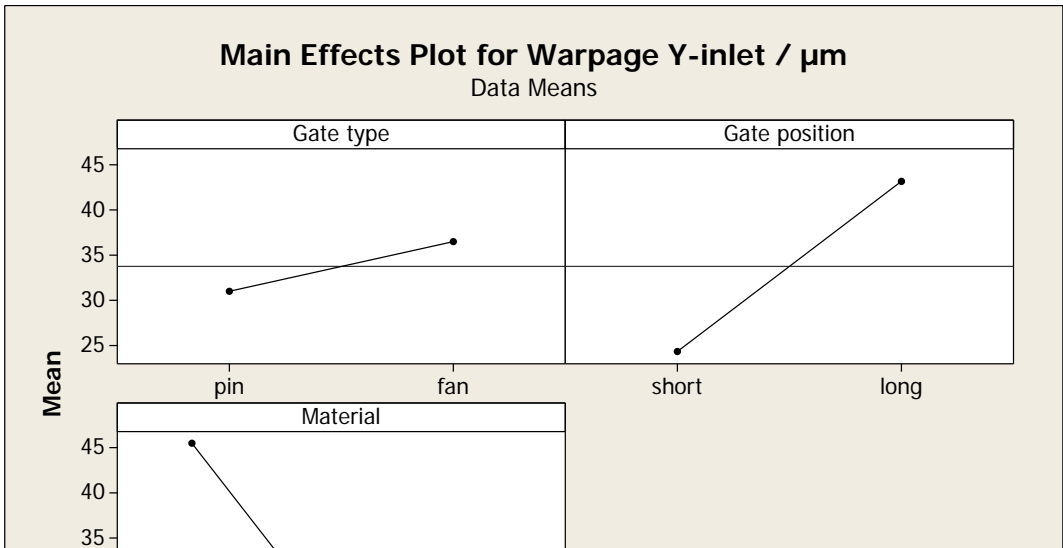 Main Effects Plot for Warpage Y-inlet / µm
Data Means
Gate type Gate position
45
40
35
30
25
Mean
pin fan short long
Material
45
40
35